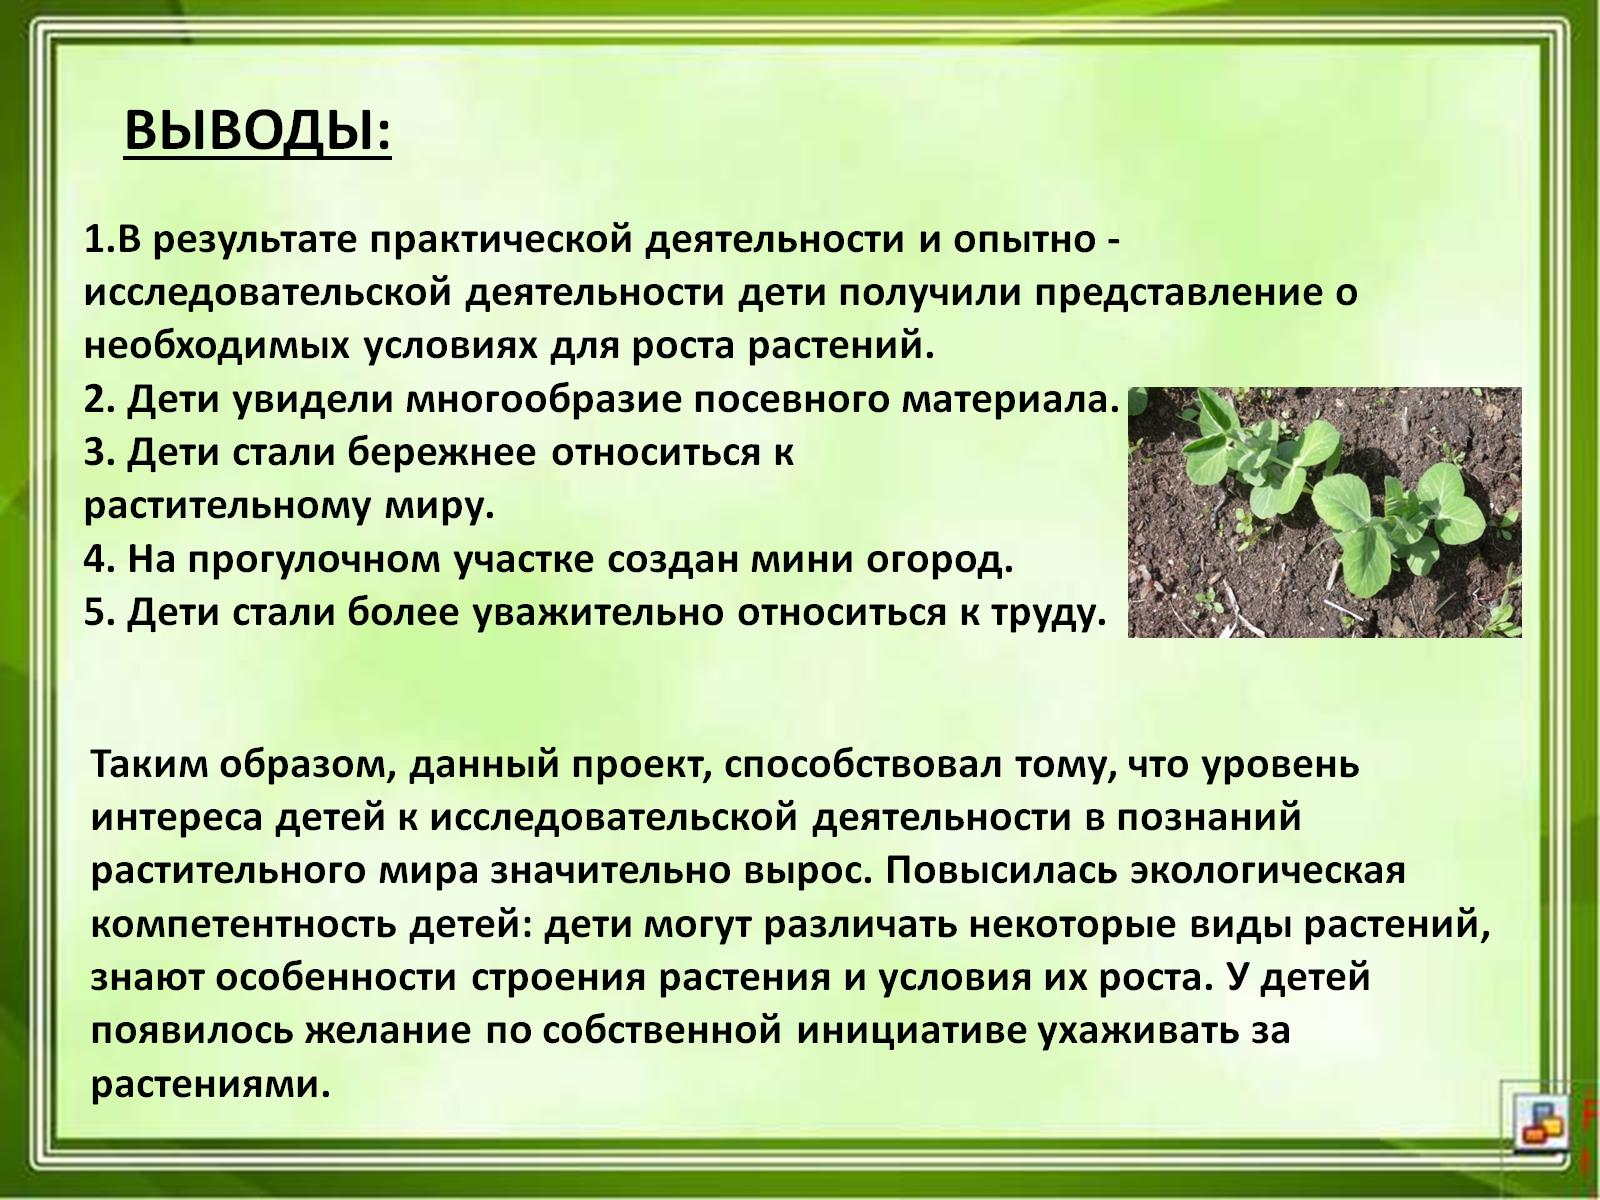 ВЫВОДЫ:
1.В результате практической деятельности и опытно -
исследовательской деятельности дети получили представление о
необходимых условиях для роста растений.
2. Дети увидели многообразие посевного материала.
3. Дети стали бережнее относиться к
растительному миру.
4. На прогулочном участке создан мини огород.
5. Дети стали более уважительно относиться к труду.
Таким образом, данный проект, способствовал тому, что уровень
интереса детей к исследовательской деятельности в познаний
растительного мира значительно вырос. Повысилась экологическая
компетентность детей: дети могут различать некоторые виды растений,
знают особенности строения растения и условия их роста. У детей
появилось желание по собственной инициативе ухаживать за
растениями.